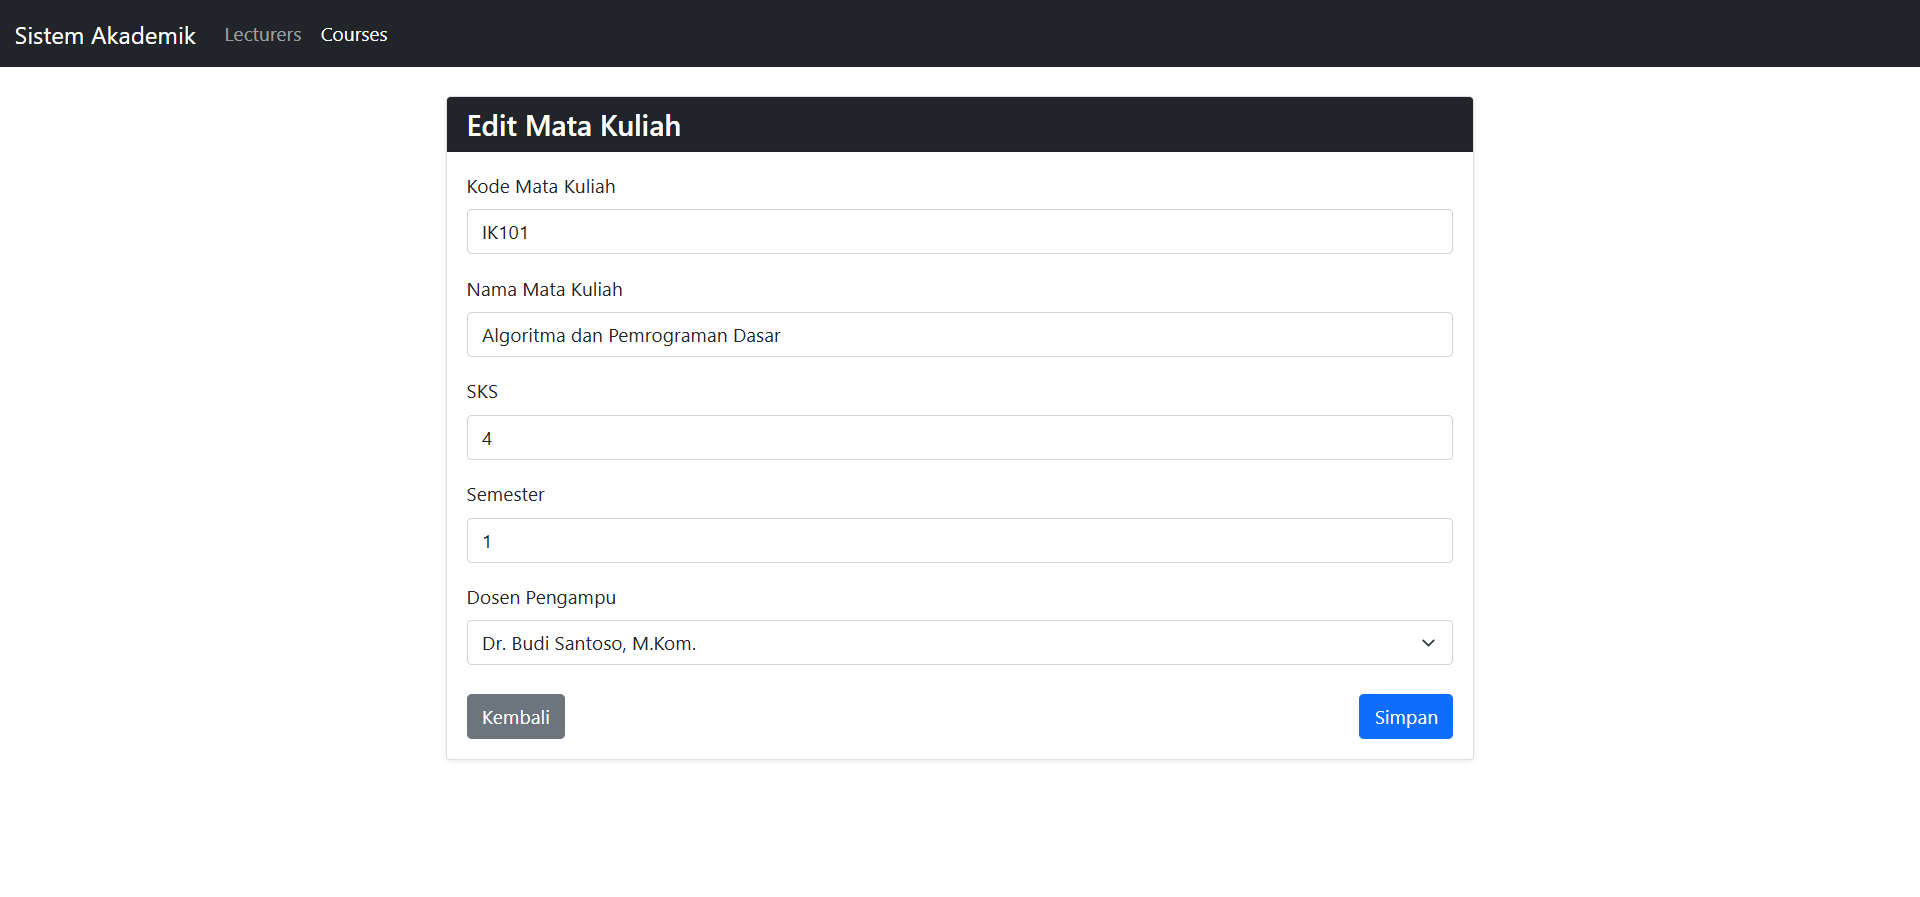 Sistem Akademik Lecturers Courses
Edit Mata Kuliah
Kode Mata Kuliah
IK101
Nama Mata Kuliah
Algoritma dan Pemrograman Dasar
SKS
4
Semester
1
Dosen Pengampu
Dr. Budi Santoso, M.Kom.
Kembali Simpan